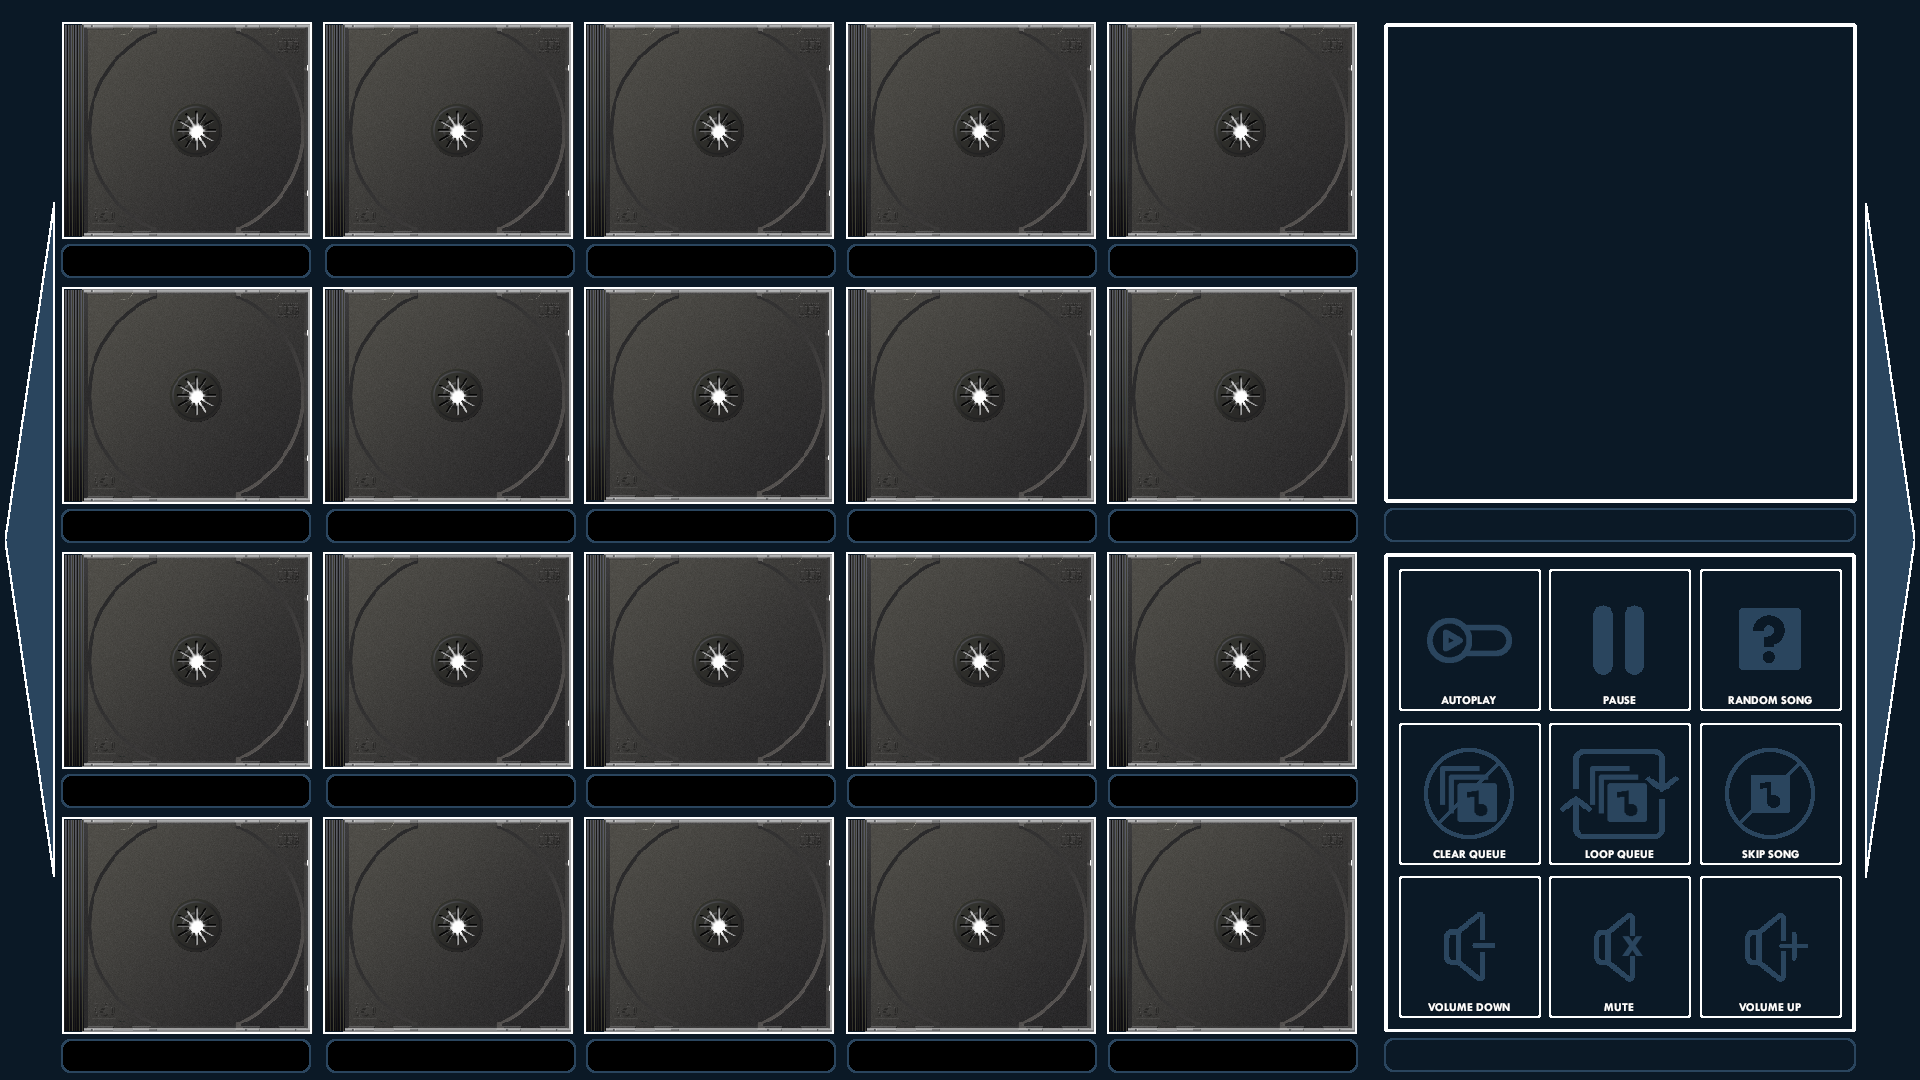 AUTOPLAY
PAUSE
RANDOM SONG
CLEAR QUEUE
LOOP QUEUE
SKIP SONG
VOLUME DOWN
MUTE
VOLUME UP